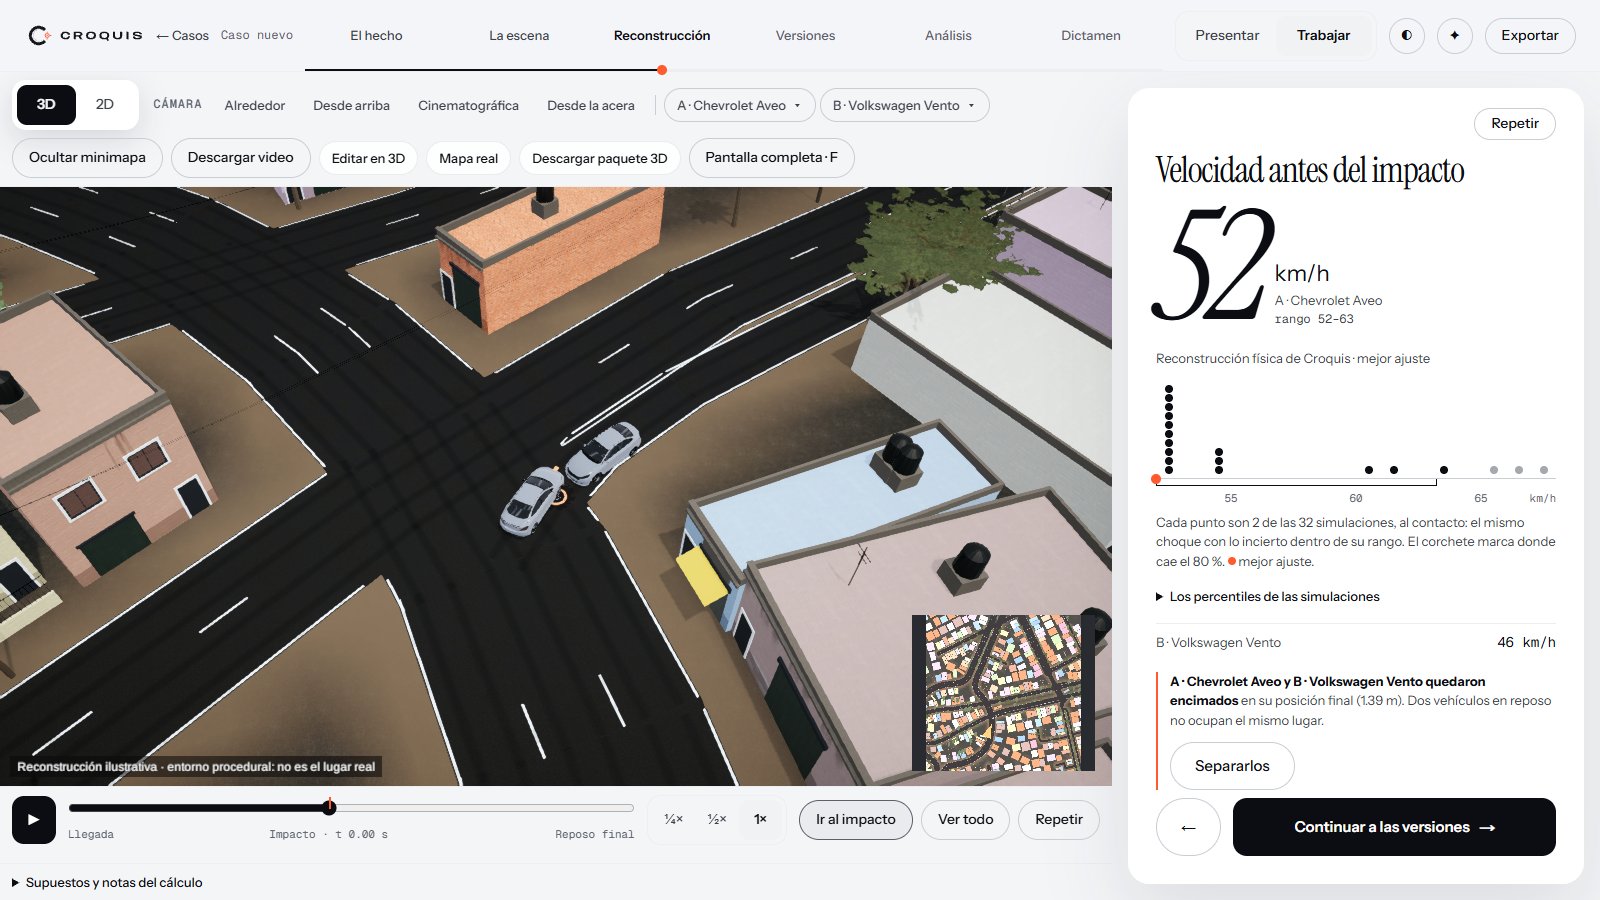 CROQUIS
← Casos
Caso nuevo
El hecho
La escena
Reconstrucción
Versiones
Análisis
Dictamen
Presentar
Trabajar
Exportar
3D
2D
CÁMARA
Alrededor
Desde arriba
Cinematográfica
Desde la acera
A · Chevrolet Aveo
B · Volkswagen Vento
Ocultar minimapa
Descargar video
Editar en 3D
Mapa real
Descargar paquete 3D
Pantalla completa · F
Reconstrucción ilustrativa · entorno procedural: no es el lugar real
Llegada
Impacto · t 0.00 s
Reposo final
¼×
½×
1×
Ir al impacto
Ver todo
Repetir
Supuestos y notas del cálculo
Repetir
Velocidad antes del impacto
52 km/h
A · Chevrolet Aveo
rango 52–63
Reconstrucción física de Croquis · mejor ajuste
55
60
65
km/h
Cada punto son 2 de las 32 simulaciones, al contacto: el mismo
choque con lo incierto dentro de su rango. El corchete marca donde
cae el 80 %. mejor ajuste.
Los percentiles de las simulaciones
B · Volkswagen Vento
46 km/h
A · Chevrolet Aveo y B · Volkswagen Vento quedaron
encimados en su posición final (1.39 m). Dos vehículos en reposo
no ocupan el mismo lugar.
Separarlos
←
Continuar a las versiones →